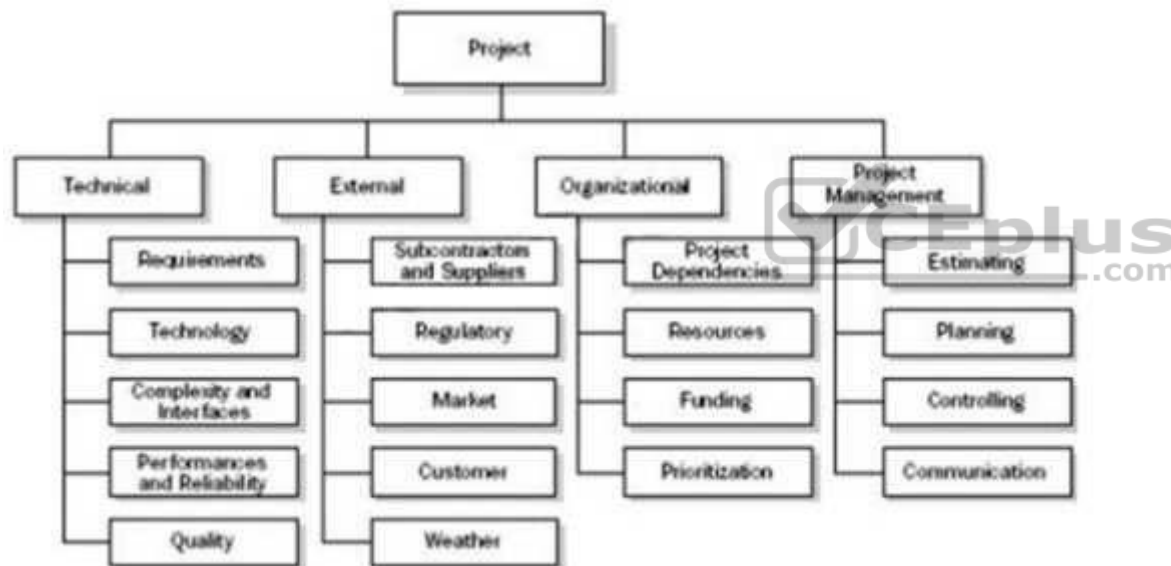 Project
Technical
External
Organizational
Project
Management
Requirements
Subcontractors
and Suppliers
Project
Dependencies
Estimating
Technology
Regulatory
Resources
Planning
Complexity and
Interfaces
Market
Funding
Controlling
Performances
and Reliability
Customer
Prioritization
Communication
Quality
Weather
CEplus
.com